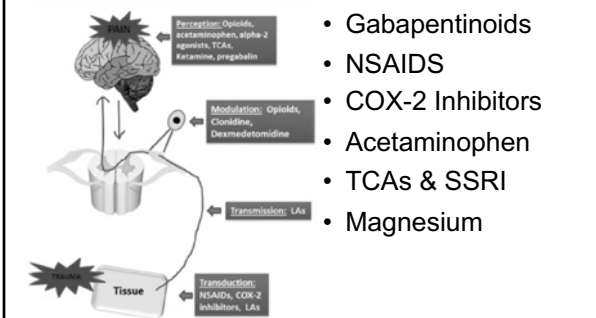 PAIN
Perception: Opioids,
acetaminophen, alpha-2
agonists, TCAs,
Ketamine, pregabalin
Modulation: Opioids,
Clonidine,
Dexmedetomidine
Transmission: LAs
TRAUMA
Tissue
Transduction:
NSAIDs, COX-2
inhibitors, LAs
• Gabapentinoids
• NSAIDS
• COX-2 Inhibitors
• Acetaminophen
• TCAs & SSRI
• Magnesium